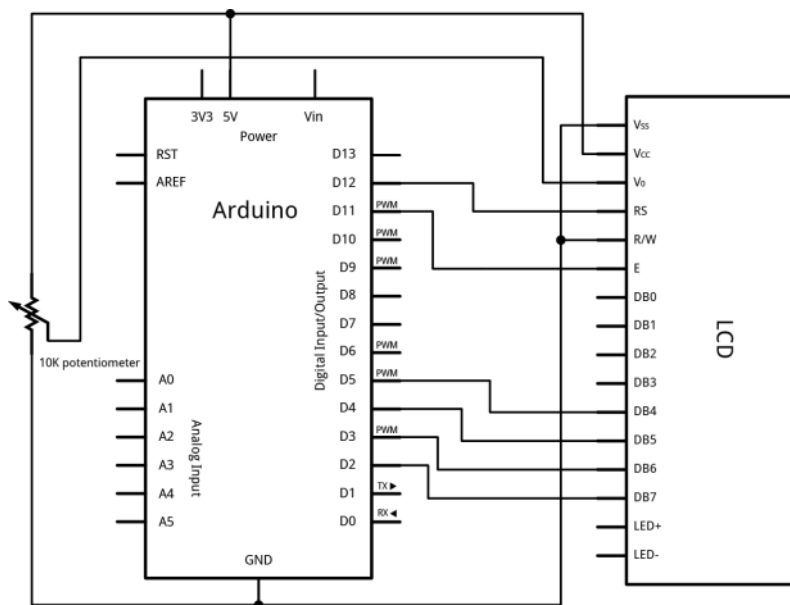 3V3 5V Vin
Power
RST
AREF
Arduino
10K potentiometer
A0
A1
A2
A3
A4
A5
Analog Input
GND
D13
D12
D11 PWM
D10 PWM
D9 PWM
D8
D7
D6 PWM
D5 PWM
D4
D3 PWM
D2
D1 TX ▶
D0 RX ◀
Digital Input/Output
Vss
Vcc
V0
RS
R/W
E
DB0
DB1
DB2
DB3
DB4
DB5
DB6
DB7
LED+
LED-
LCD